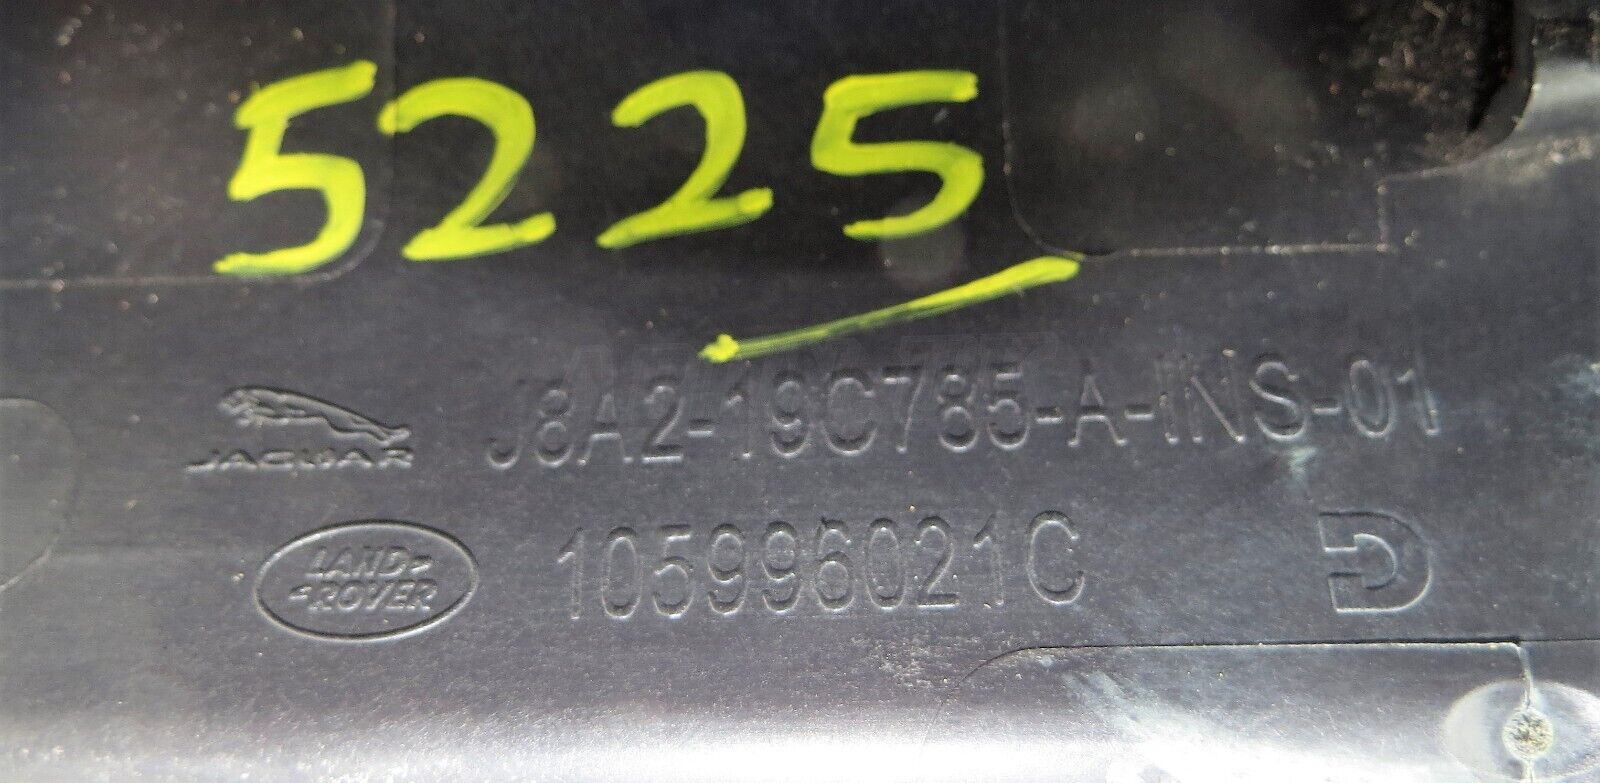 5225
JAGUAR J8A2-19C785-A-INS-01
LAND ROVER 105996021C